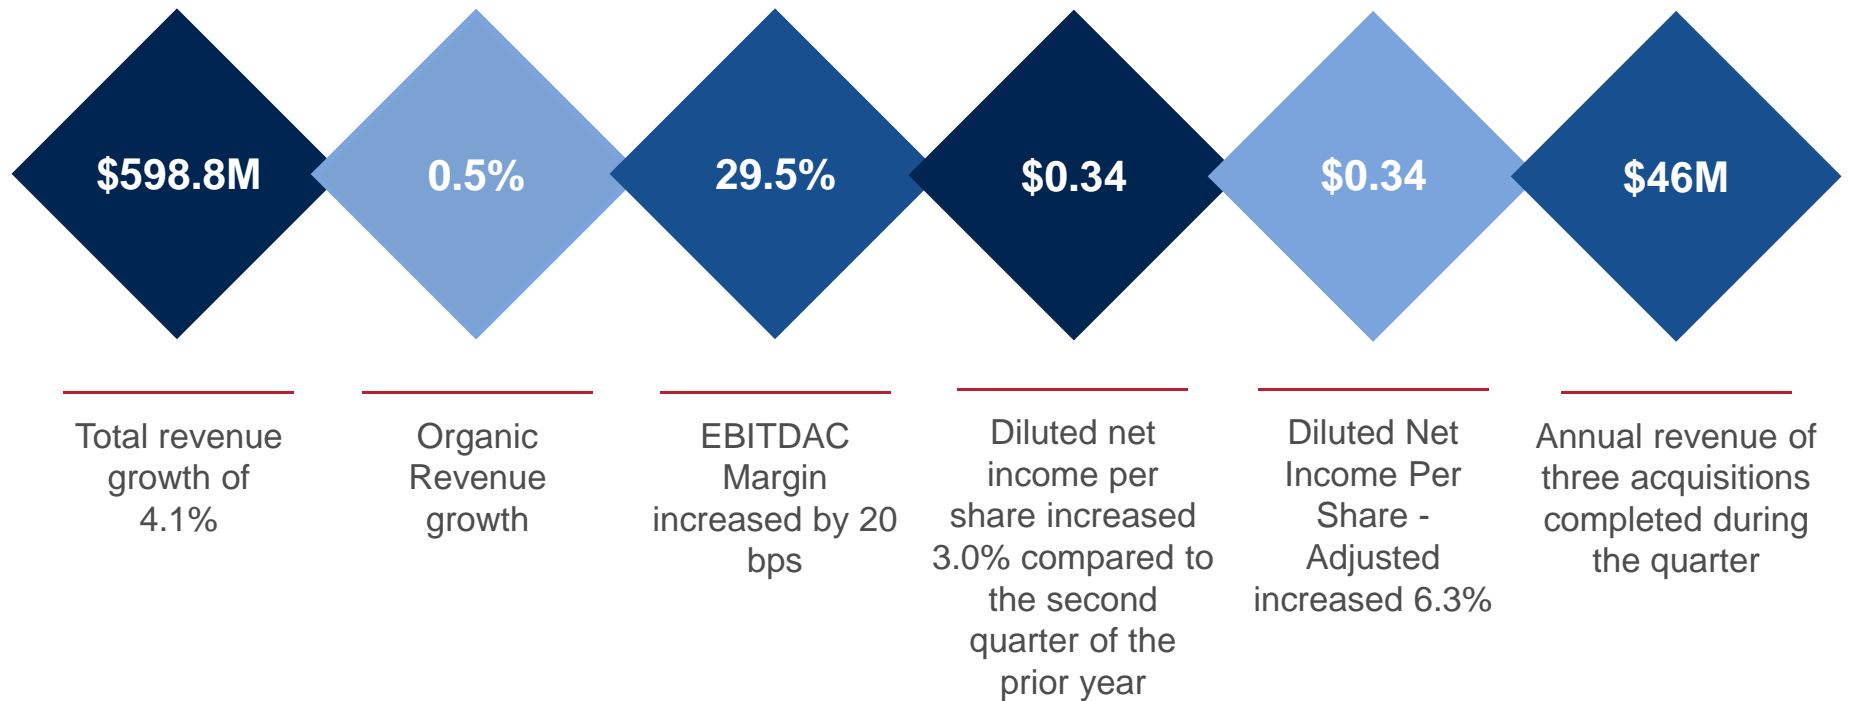 $598.8M
0.5%
29.5%
$0.34
$0.34
$46M
Total revenue
growth of
4.1%
Organic
Revenue
growth
EBITDAC
Margin
increased by 20
bps
Diluted net
income per
share increased
3.0% compared to
the second
quarter of the
prior year
Diluted Net
Income Per
Share -
Adjusted
increased 6.3%
Annual revenue of
three acquisitions
completed during
the quarter